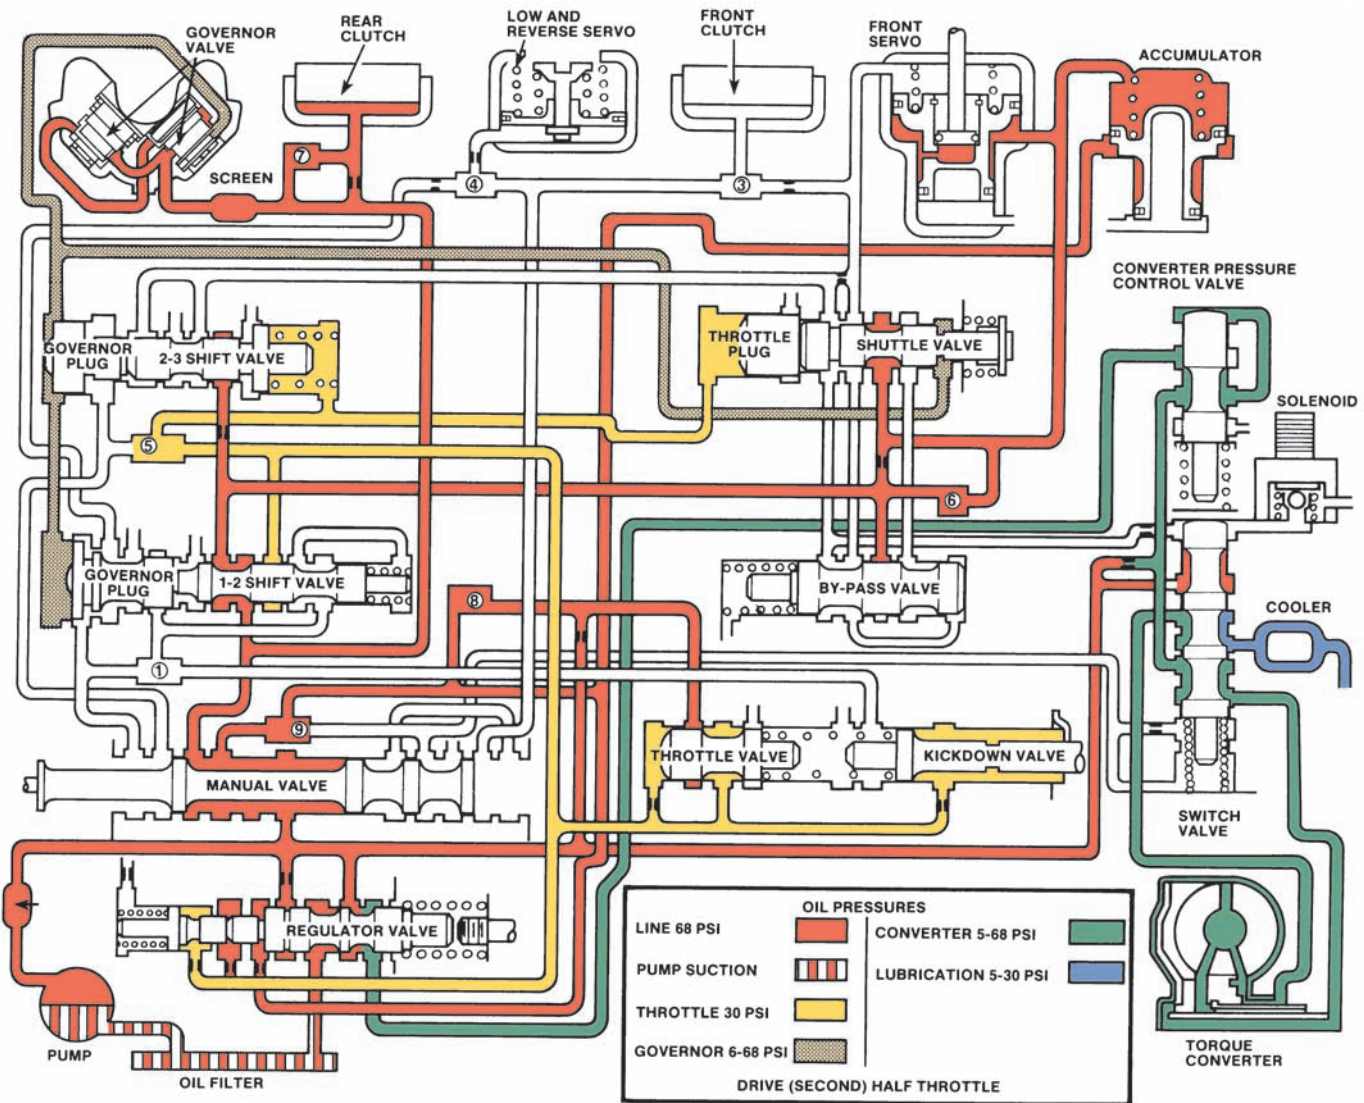 GOVERNOR
VALVE
REAR
CLUTCH
LOW AND
REVERSE SERVO
FRONT
CLUTCH
FRONT
SERVO
ACCUMULATOR
7
SCREEN
4
3
CONVERTER PRESSURE
CONTROL VALVE
GOVERNOR
PLUG
2-3 SHIFT VALVE
THROTTLE
PLUG
SHUTTLE VALVE
SOLENOID
5
6
GOVERNOR
PLUG
1-2 SHIFT VALVE
BY-PASS VALVE
8
COOLER
1
9
THROTTLE VALVE
KICKDOWN VALVE
MANUAL VALVE
SWITCH
VALVE
REGULATOR VALVE
OIL PRESSURES
LINE 68 PSI
CONVERTER 5-68 PSI
PUMP SUCTION
LUBRICATION 5-30 PSI
THROTTLE 30 PSI
GOVERNOR 6-68 PSI
DRIVE (SECOND) HALF THROTTLE
PUMP
OIL FILTER
TORQUE
CONVERTER